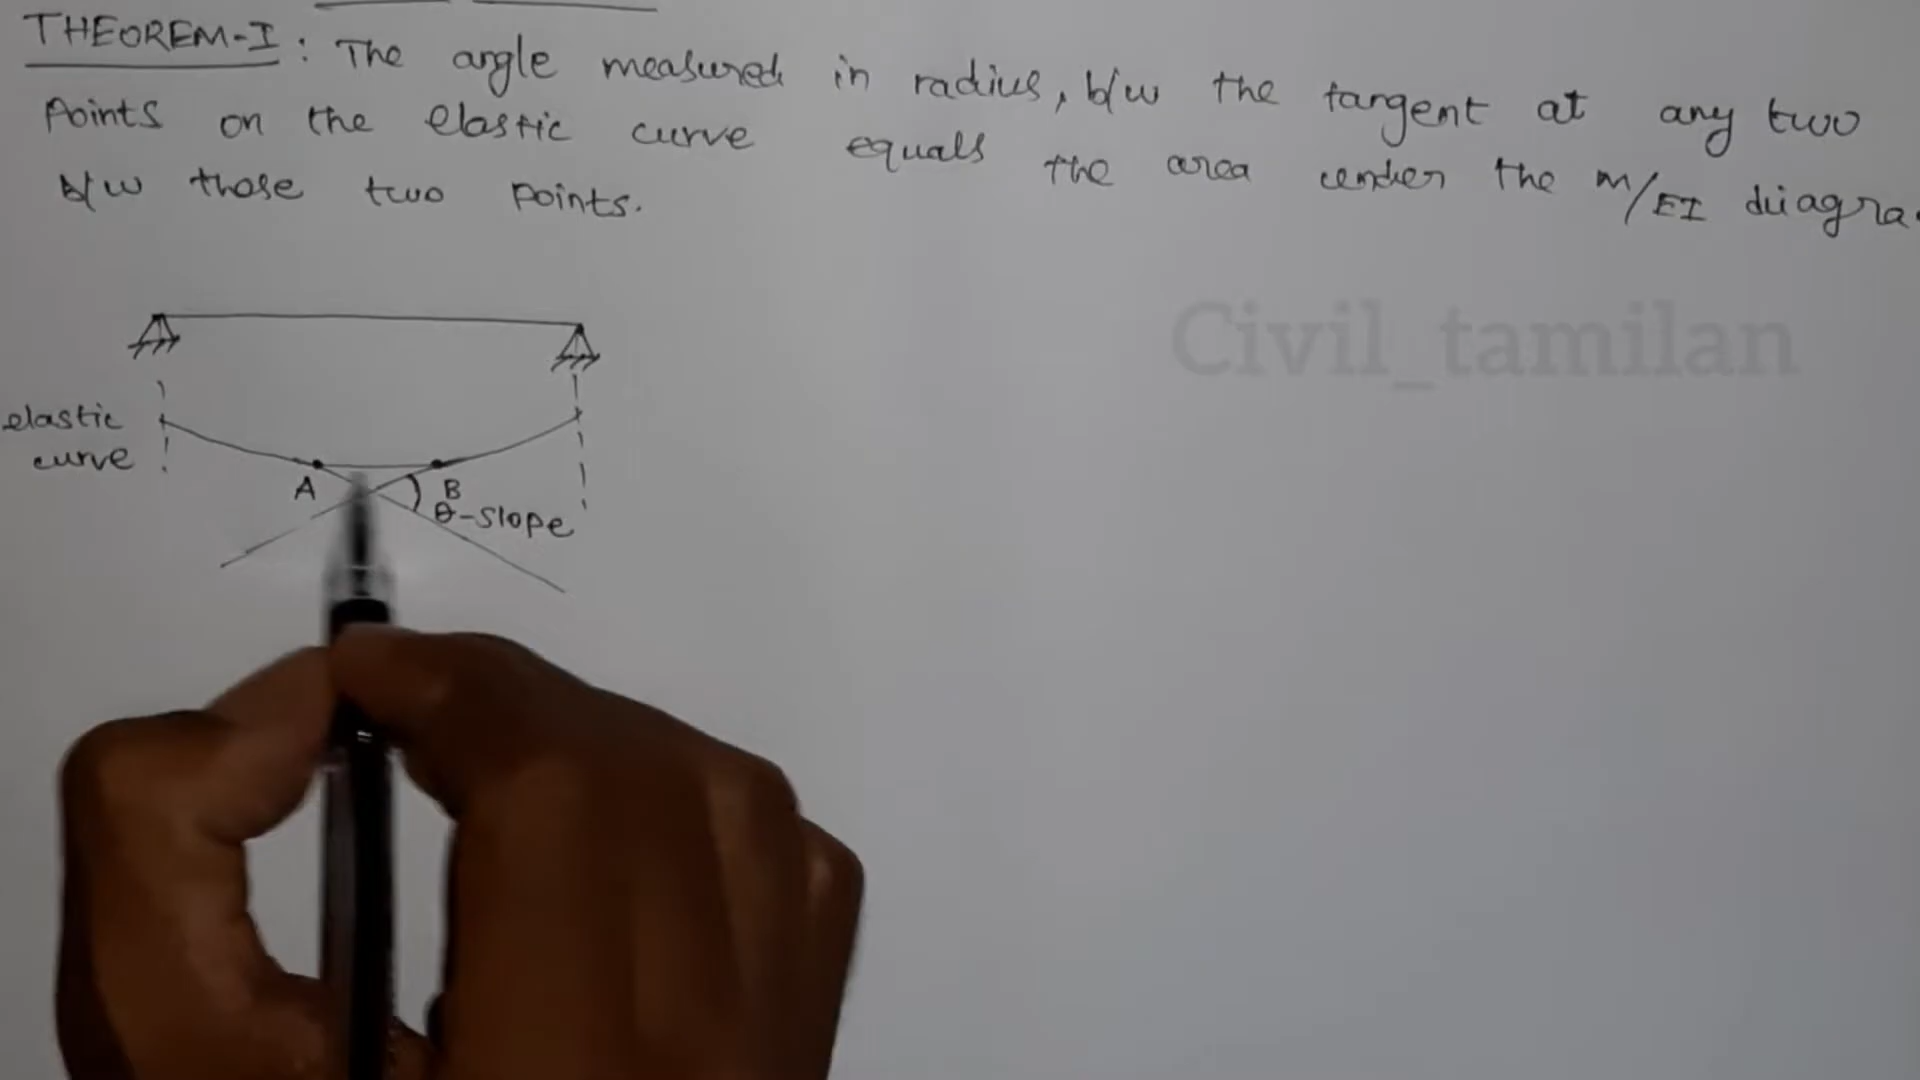 THEOREM-I : The angle measured in radius, b/w the tangent at any two
points on the elastic curve equals the area under the M/EI diagra
b/w those two points.
elastic
curve
A
B
θ-slope
Civil_tamilan